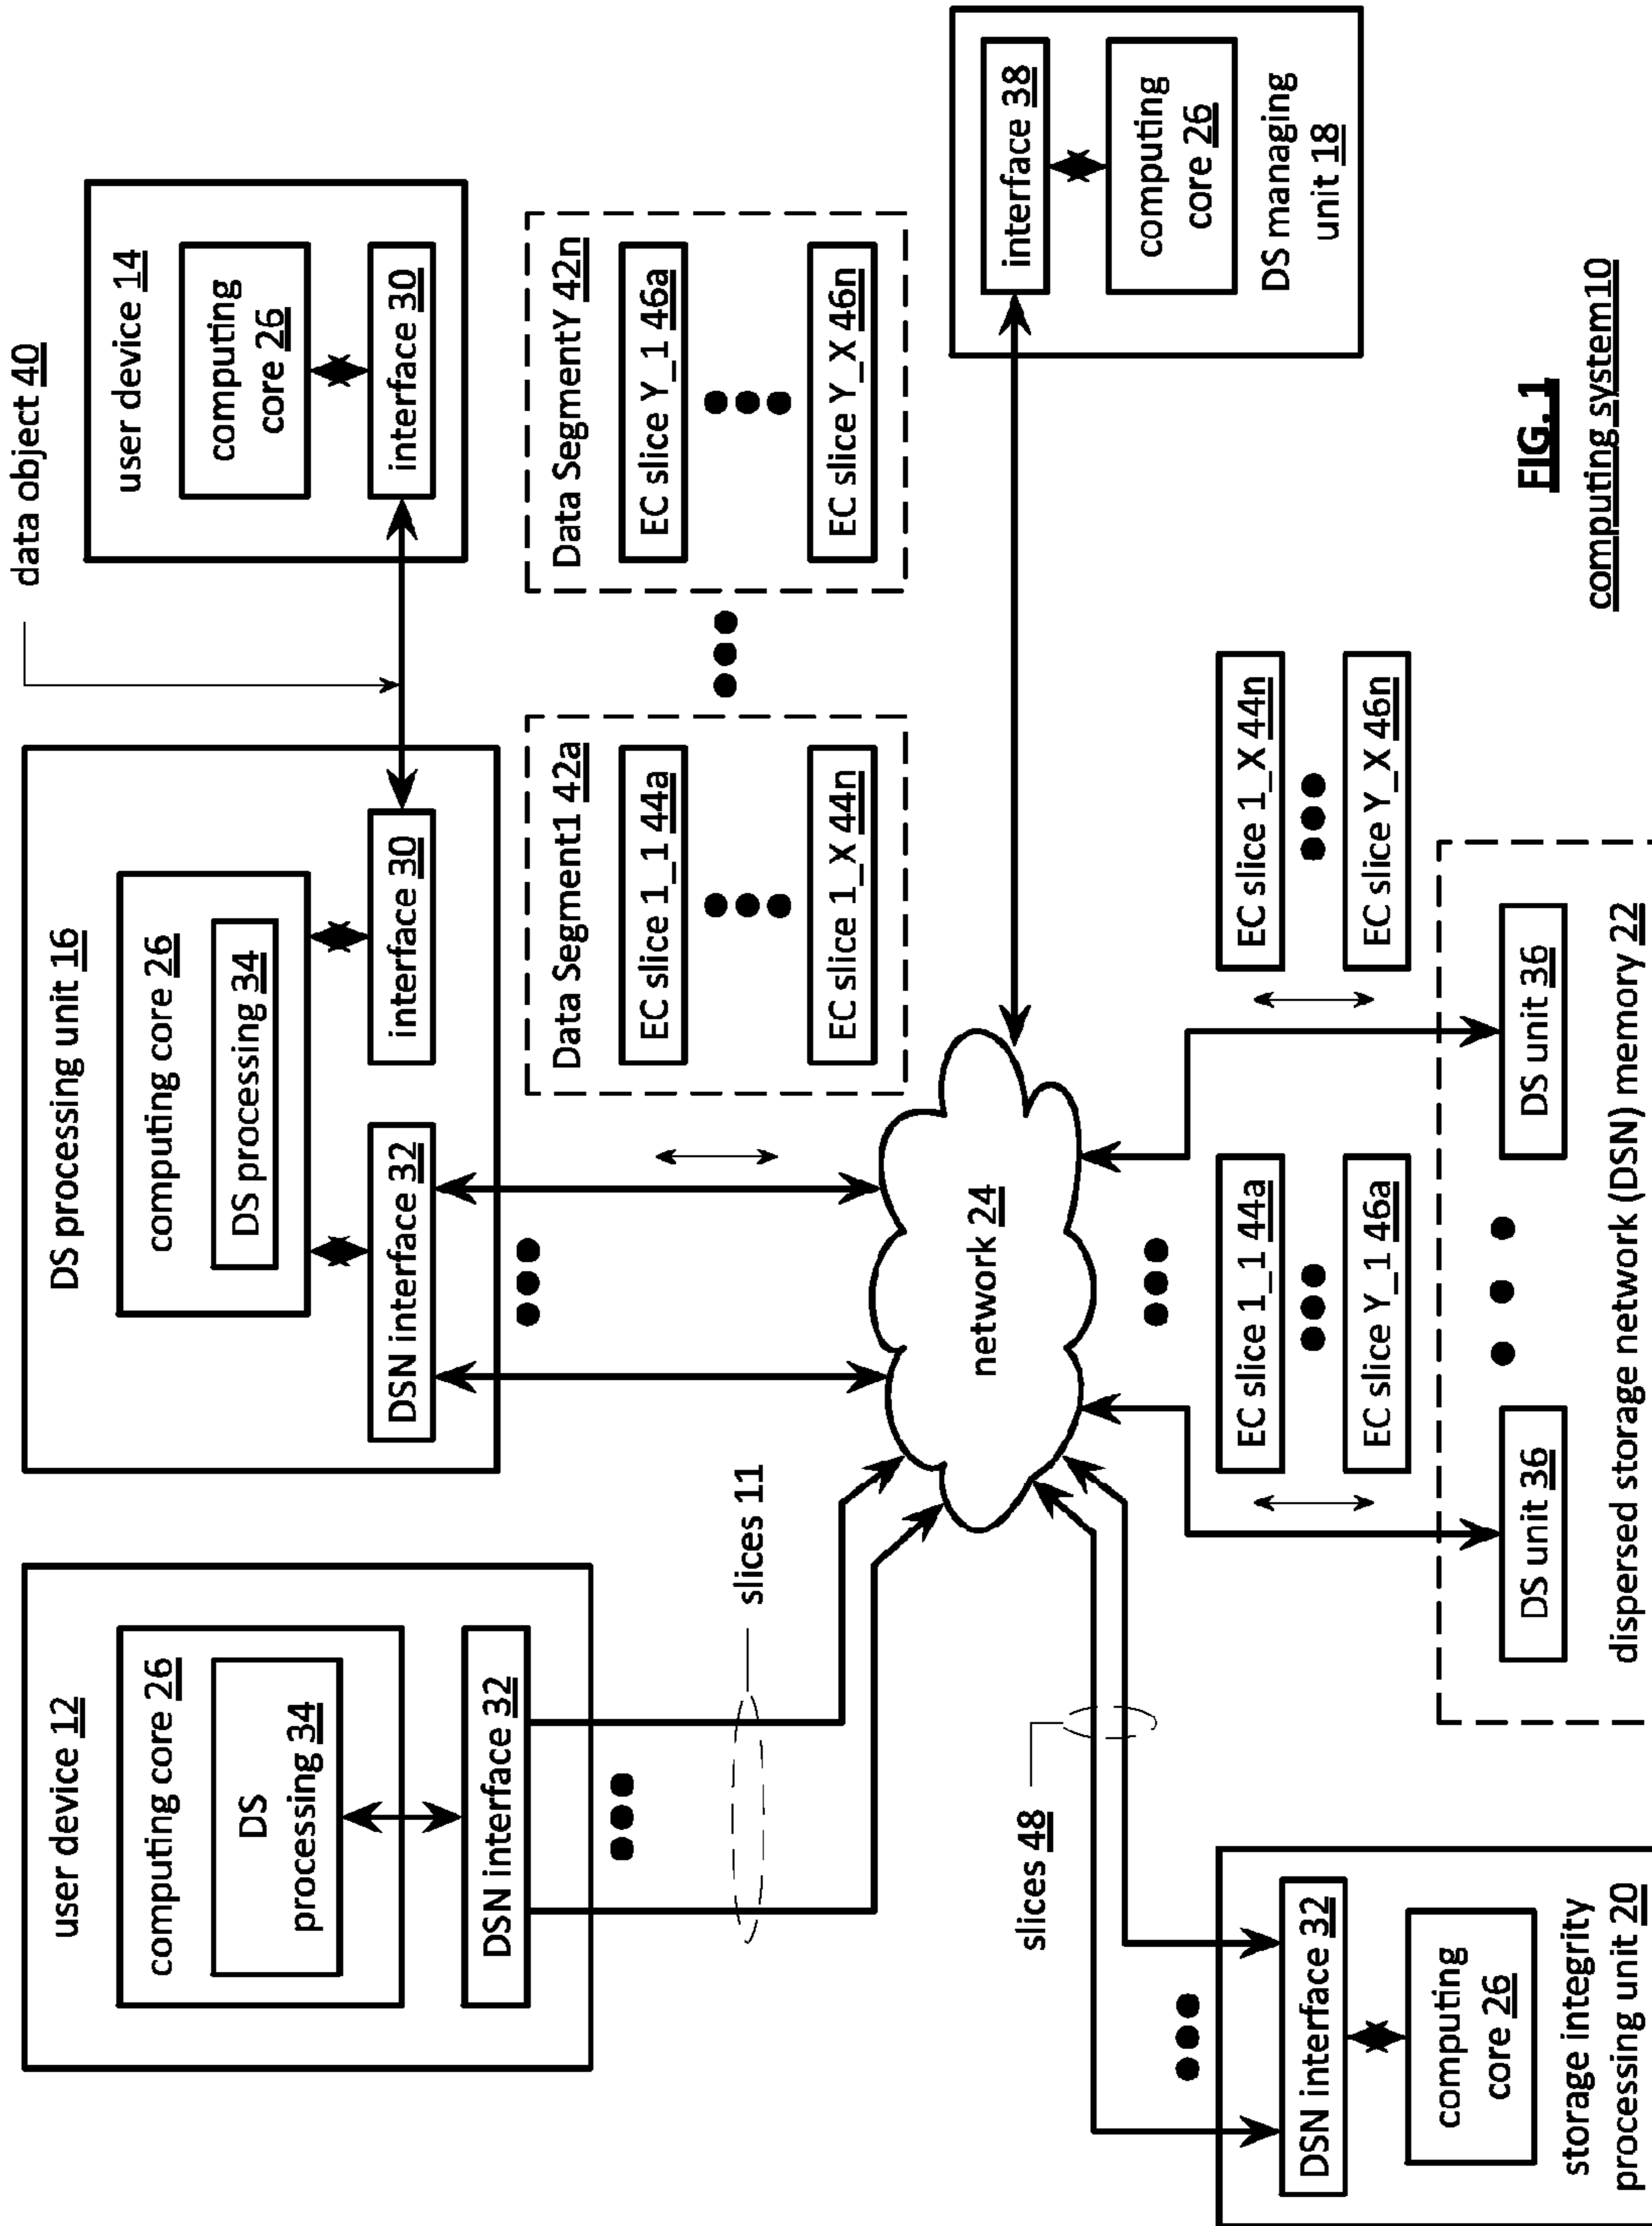 user device 12
computing core 26
DS
processing 34
DSN interface 32
slices 11
DS processing unit 16
computing core 26
DS processing 34
DSN interface 32
interface 30
data object 40
user device 14
computing
core 26
interface 30
Data Segment1 42a
EC slice 1_1 44a
EC slice 1_X 44n
Data SegmentY 42n
EC slice Y_1 46a
EC slice Y_X 46n
network 24
slices 48
DSN interface 32
computing
core 26
storage integrity
processing unit 20
EC slice 1_1 44a
EC slice Y_1 46a
EC slice 1_X 44n
EC slice Y_X 46n
DS unit 36
DS unit 36
dispersed storage network (DSN) memory 22
interface 38
computing
core 26
DS managing
unit 18
FIG. 1
computing system10